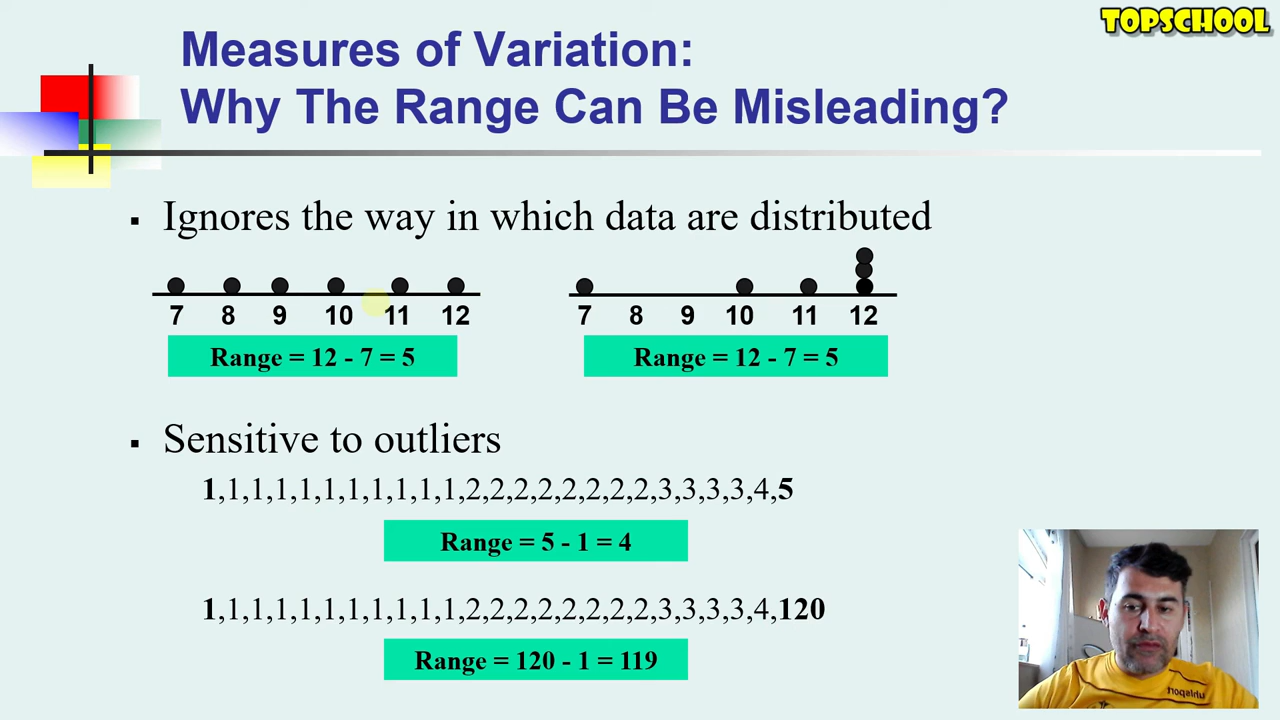 TOPSCHOOL
Measures of Variation:
Why The Range Can Be Misleading?
▪ Ignores the way in which data are distributed
7 8 9 10 11 12
7 8 9 10 11 12
Range = 12 - 7 = 5
Range = 12 - 7 = 5
▪ Sensitive to outliers
1,1,1,1,1,1,1,1,1,1,1,2,2,2,2,2,2,2,2,3,3,3,3,4,5
Range = 5 - 1 = 4
1,1,1,1,1,1,1,1,1,1,1,2,2,2,2,2,2,2,2,3,3,3,3,4,120
Range = 120 - 1 = 119